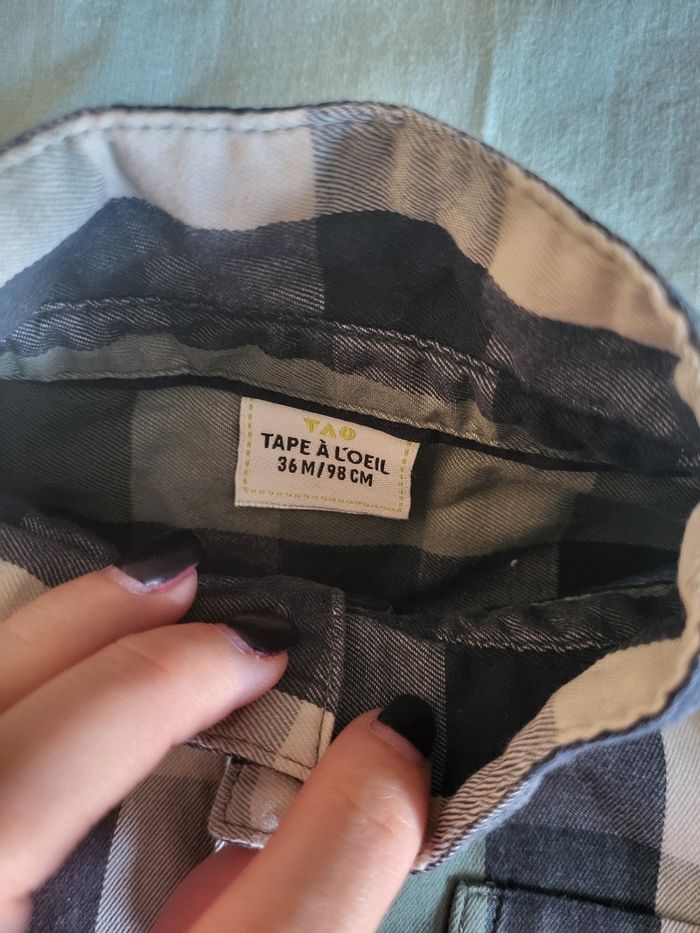 TAO
TAPE À L'OEIL
36 M/98 CM